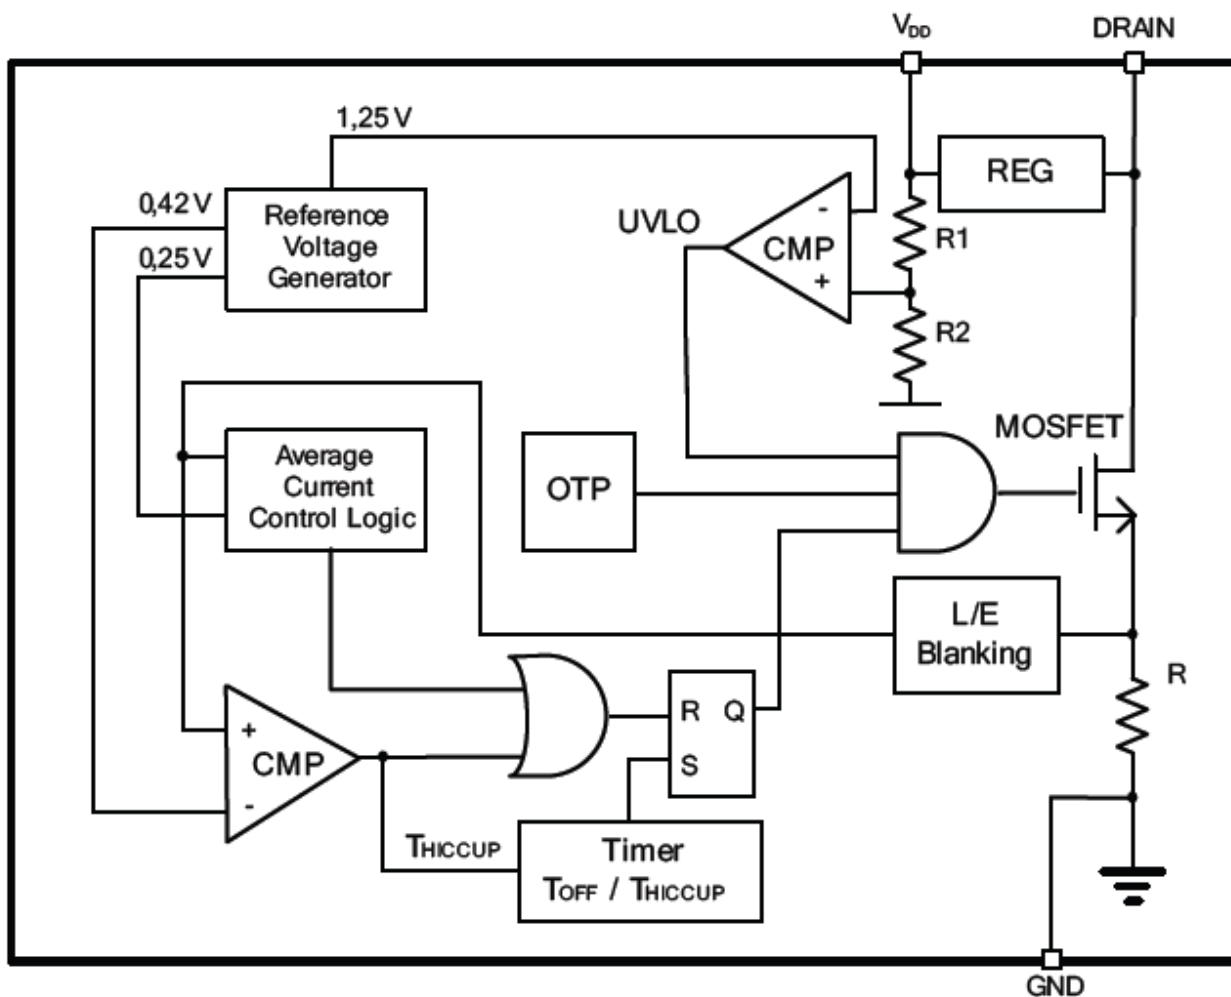 VDD
DRAIN
1,25 V
REG
0,42 V
Reference
Voltage
Generator
UVLO
-
CMP
+
R1
0,25 V
R2
MOSFET
Average
Current
Control Logic
OTP
L/E
Blanking
R
R Q
S
+
CMP
-
THICCUP
Timer
TOFF / THICCUP
GND